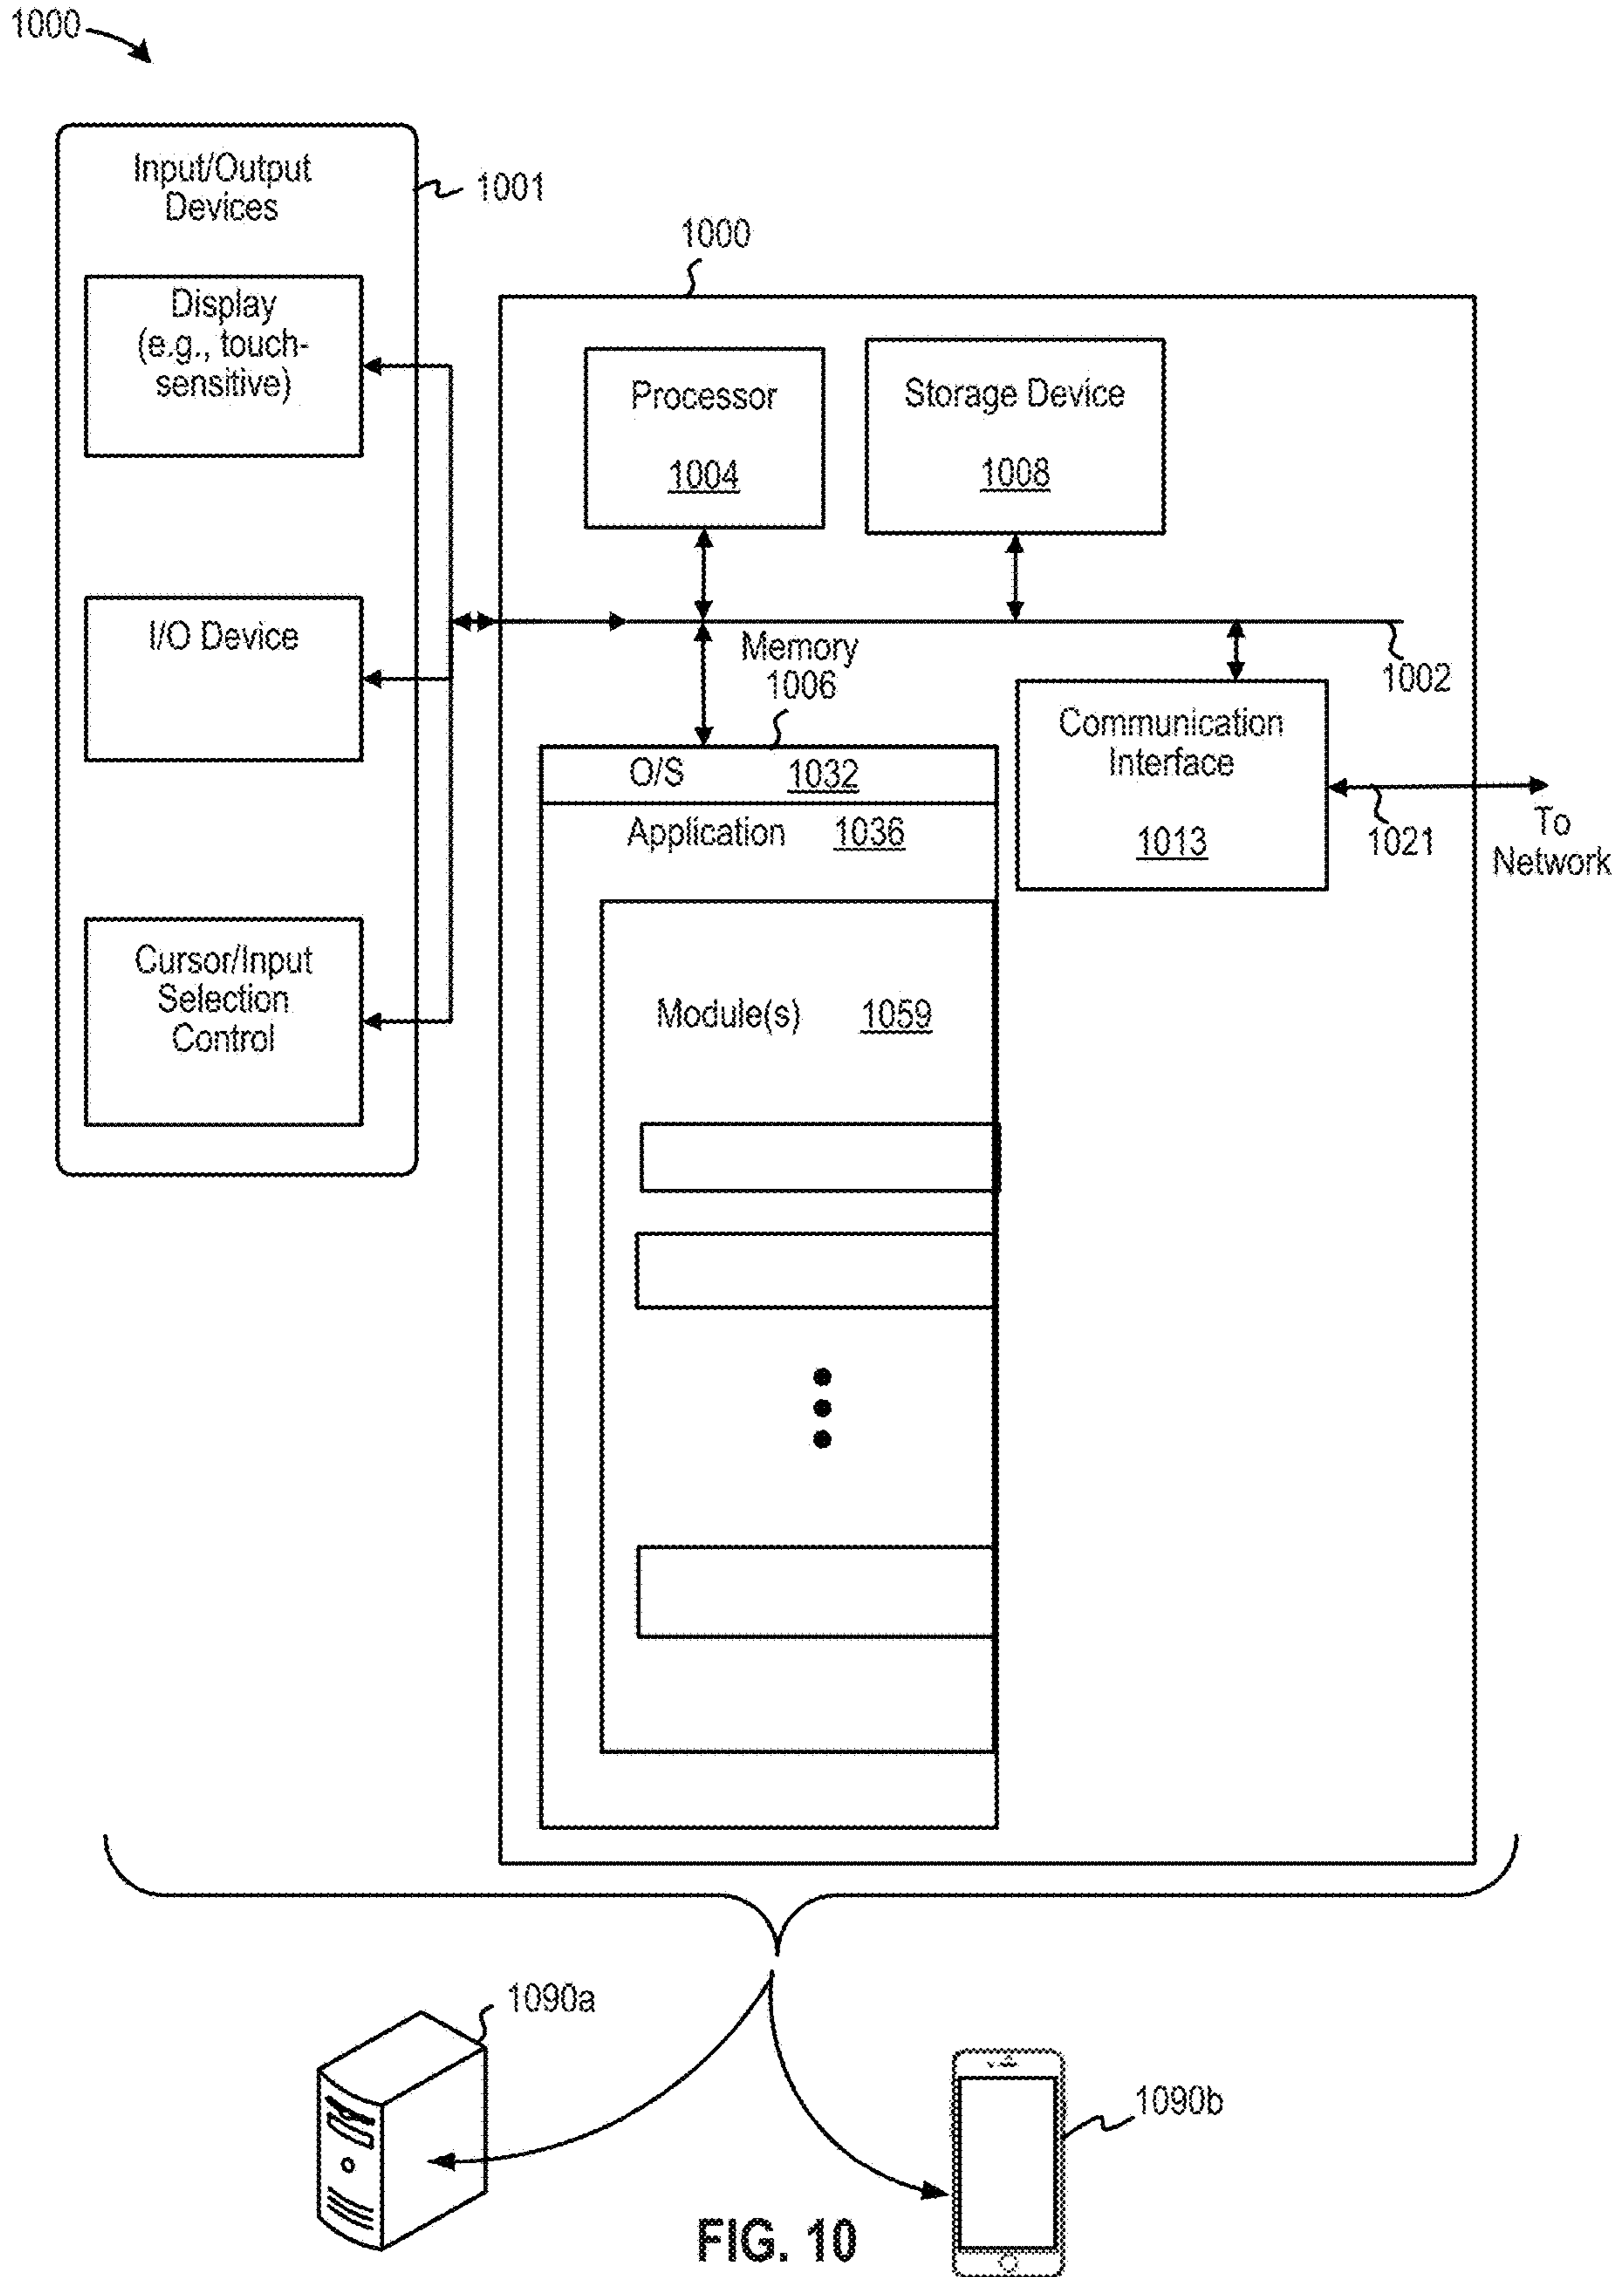 1000
Input/Output
Devices
1001
Display
(e.g., touch-
sensitive)
I/O Device
Cursor/Input
Selection
Control
1000
Processor
1004
Storage Device
1008
1002
Memory
1006
O/S 1032
Application 1036
Module(s) 1059
Communication
Interface
1013
1021
To
Network
1090a
1090b
FIG. 10